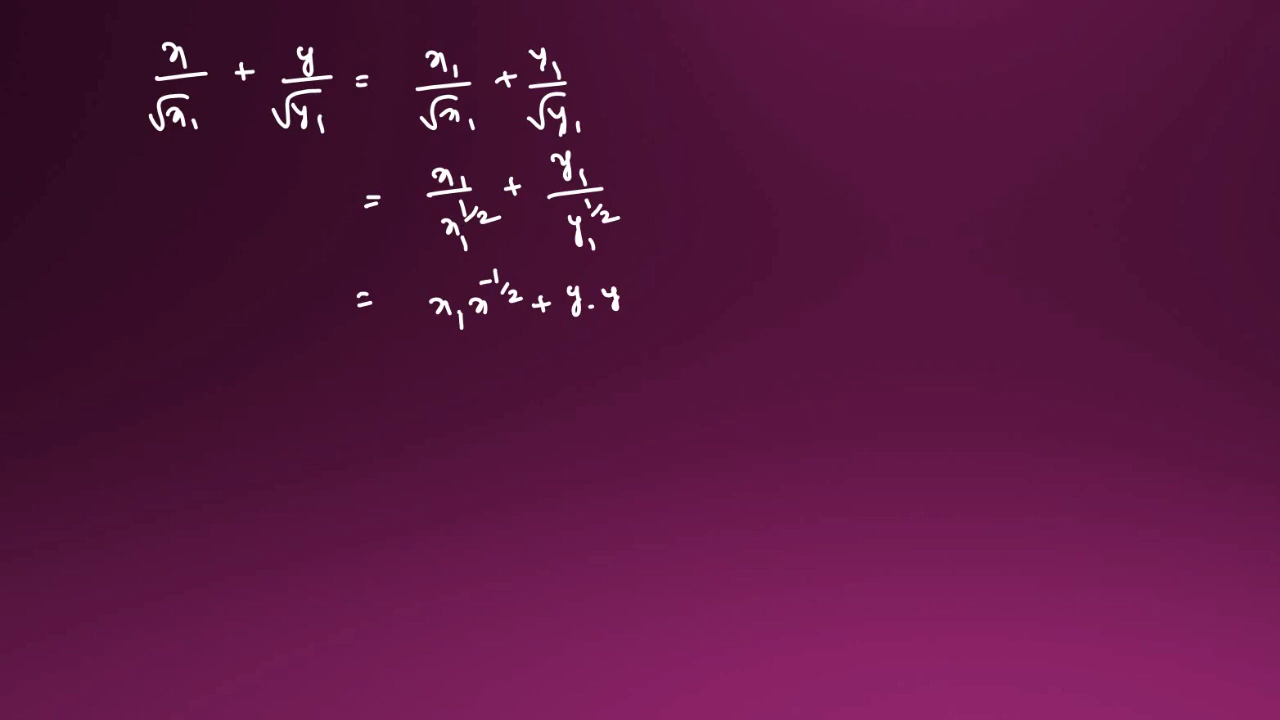 x/√x₁ + y/√y₁ = x₁/√x₁ + y₁/√y₁
= x₁/x₁^1/2 + y₁/y₁^1/2
= x₁x^-1/2 + y.y